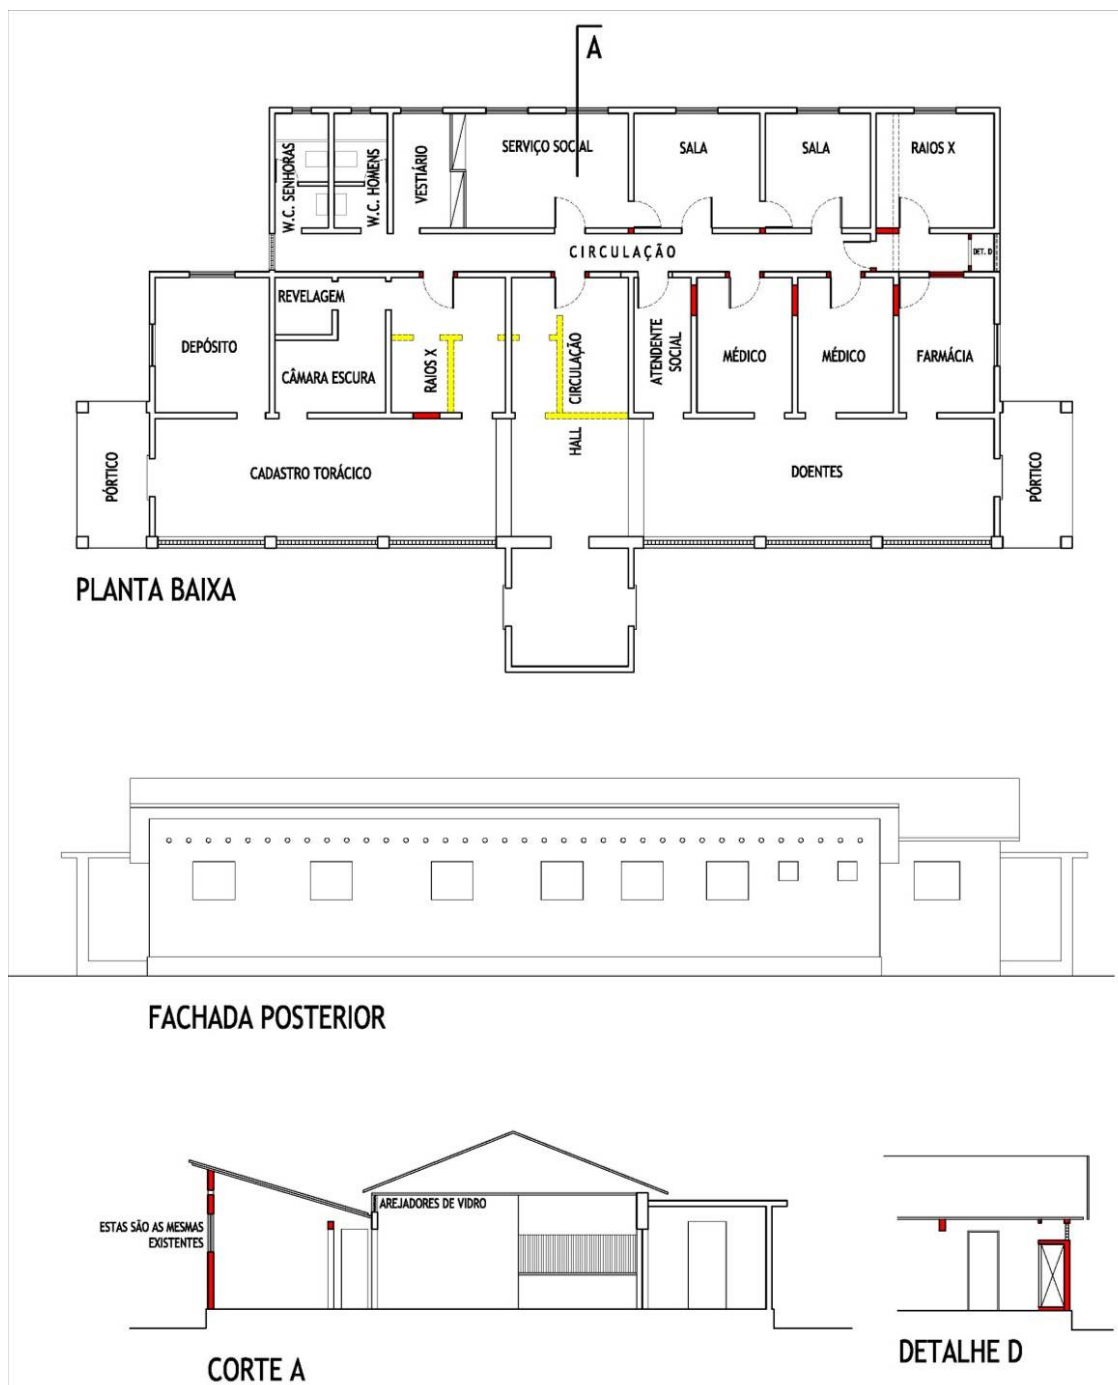 A
W.C. SENHORAS
W.C. HOMENS
VESTIÁRIO
SERVIÇO SOCIAL
SALA
SALA
RAIOS X
CIRCULAÇÃO
DET. D
DEPÓSITO
REVELAGEM
CÂMARA ESCURA
RAIOS X
CIRCULAÇÃO
ATENDENTE
SOCIAL
MÉDICO
MÉDICO
FARMÁCIA
PÓRTICO
CADASTRO TORÁCICO
HALL
DOENTES
PÓRTICO
PLANTA BAIXA
FACHADA POSTERIOR
ESTAS SÃO AS MESMAS
EXISTENTES
AREJADORES DE VIDRO
CORTE A
DETALHE D